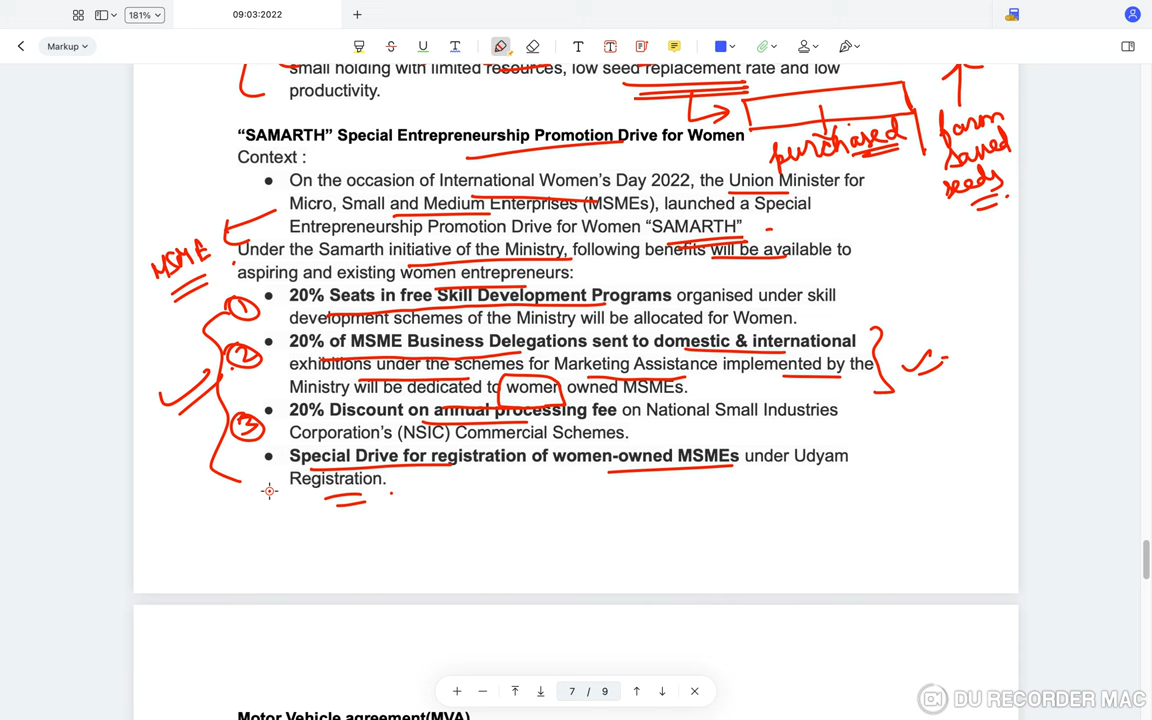 181%
09:03:2022
Markup
small holding with limited resources, low seed replacement rate and low
productivity.
purchased
farm
saved
seeds
"SAMARTH" Special Entrepreneurship Promotion Drive for Women
Context :
● On the occasion of International Women's Day 2022, the Union Minister for
Micro, Small and Medium Enterprises (MSMEs), launched a Special
Entrepreneurship Promotion Drive for Women "SAMARTH"
MSME
Under the Samarth initiative of the Ministry, following benefits will be available to
aspiring and existing women entrepreneurs:
① ● 20% Seats in free Skill Development Programs organised under skill
development schemes of the Ministry will be allocated for Women.
② ● 20% of MSME Business Delegations sent to domestic & international
exhibitions under the schemes for Marketing Assistance implemented by the
Ministry will be dedicated to women owned MSMEs.
③ ● 20% Discount on annual processing fee on National Small Industries
Corporation's (NSIC) Commercial Schemes.
● Special Drive for registration of women-owned MSMEs under Udyam
Registration.
7 / 9
DU RECORDER MAC
Motor Vehicle agreement(MVA)